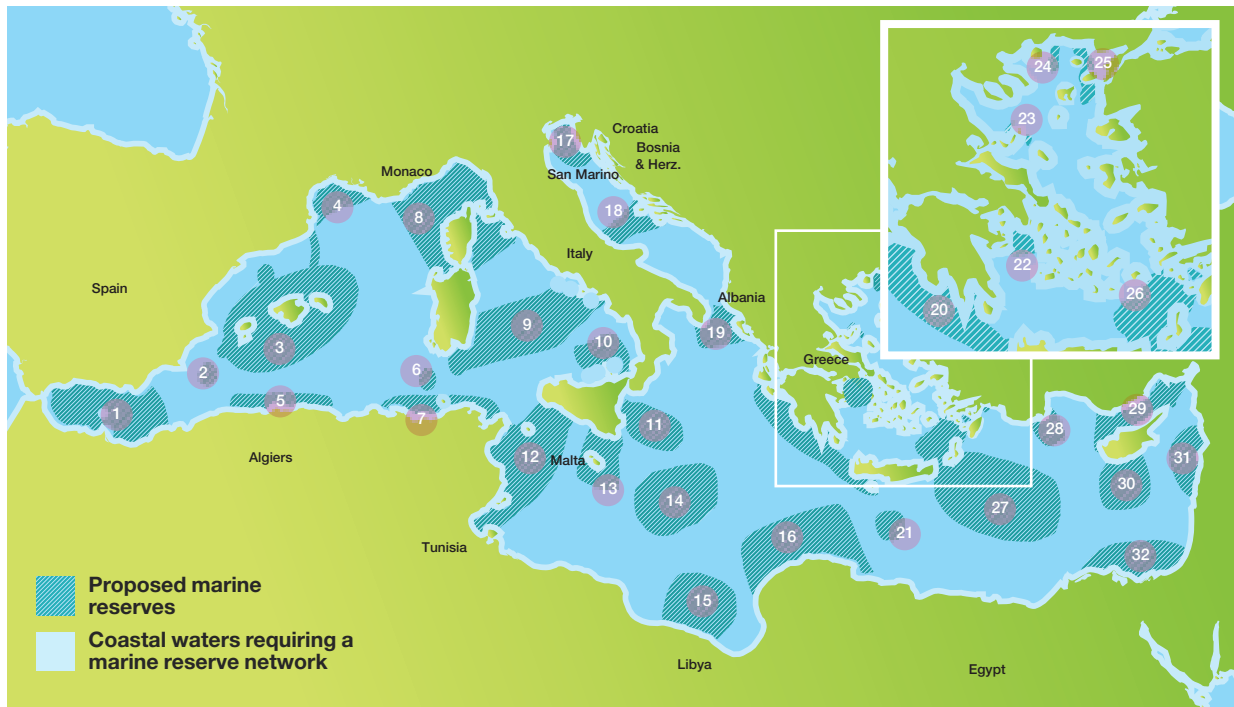 24
25
23
22
26
20
17
Croatia
Bosnia
& Herz.
San Marino
Monaco
4
8
18
Italy
Spain
Albania
9
19
10
3
2
6
Greece
1
5
7
11
28
29
Algiers
12
Malta
13
31
30
14
27
21
16
Tunisia
32
15
Libya
Egypt
Proposed marine
reserves
Coastal waters requiring a
marine reserve network